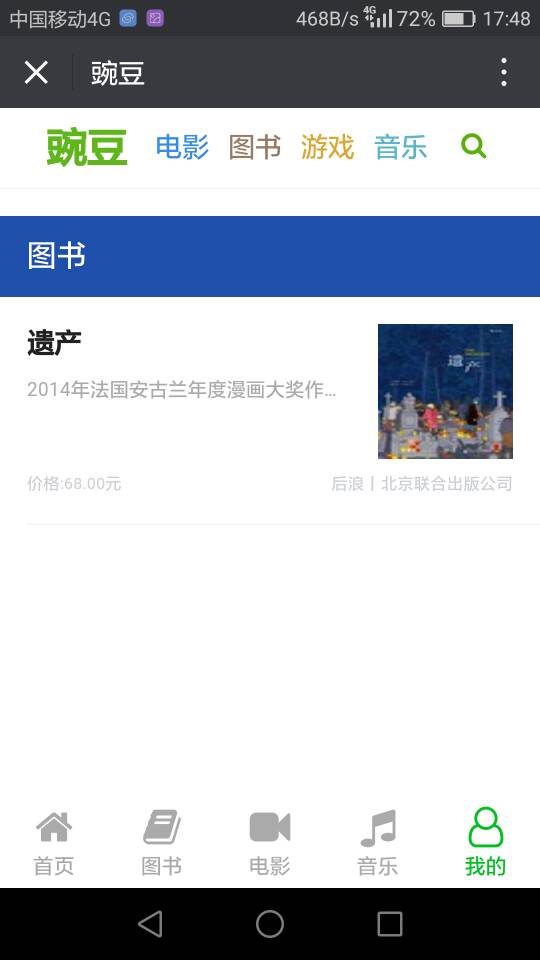 中国移动4G 468B/s 4G 72% 17:48
豌豆
豌豆 电影 图书 游戏 音乐
图书
遗产
2014年法国安古兰年度漫画大奖作...
遗产
价格:68.00元 后浪丨北京联合出版公司
首页 图书 电影 音乐 我的